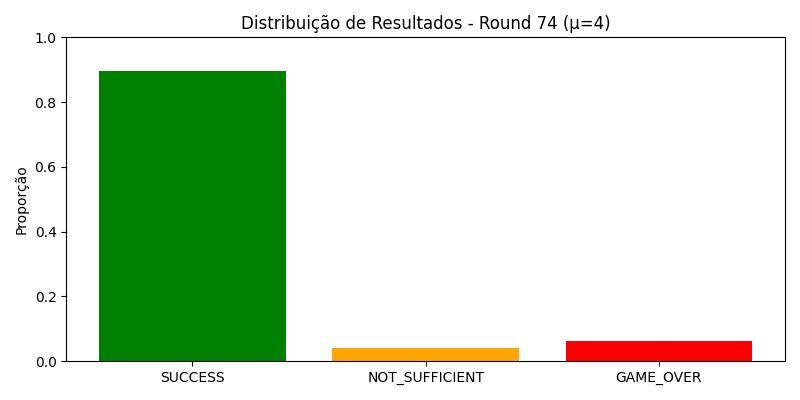 Distribuição de Resultados - Round 74 (μ=4)
Proporção
1.0
0.8
0.6
0.4
0.2
0.0
SUCCESS
NOT_SUFFICIENT
GAME_OVER